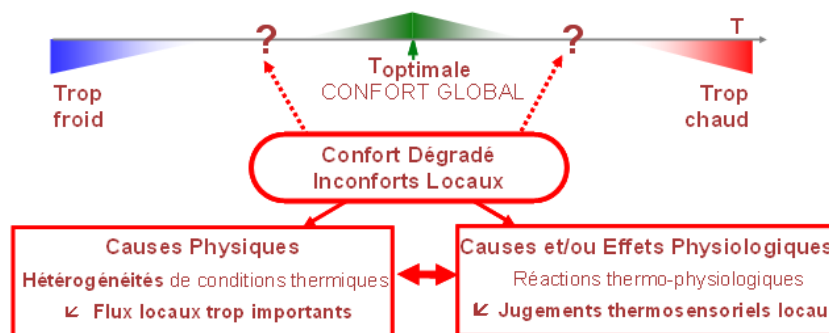 T
? ?
Toptimale
CONFORT GLOBAL
Trop
froid
Trop
chaud
Confort Dégradé
Inconforts Locaux
Causes Physiques
Hétérogénéités de conditions thermiques
↙ Flux locaux trop importants
Causes et/ou Effets Physiologiques
Réactions thermo-physiologiques
↙ Jugements thermosensoriels locau